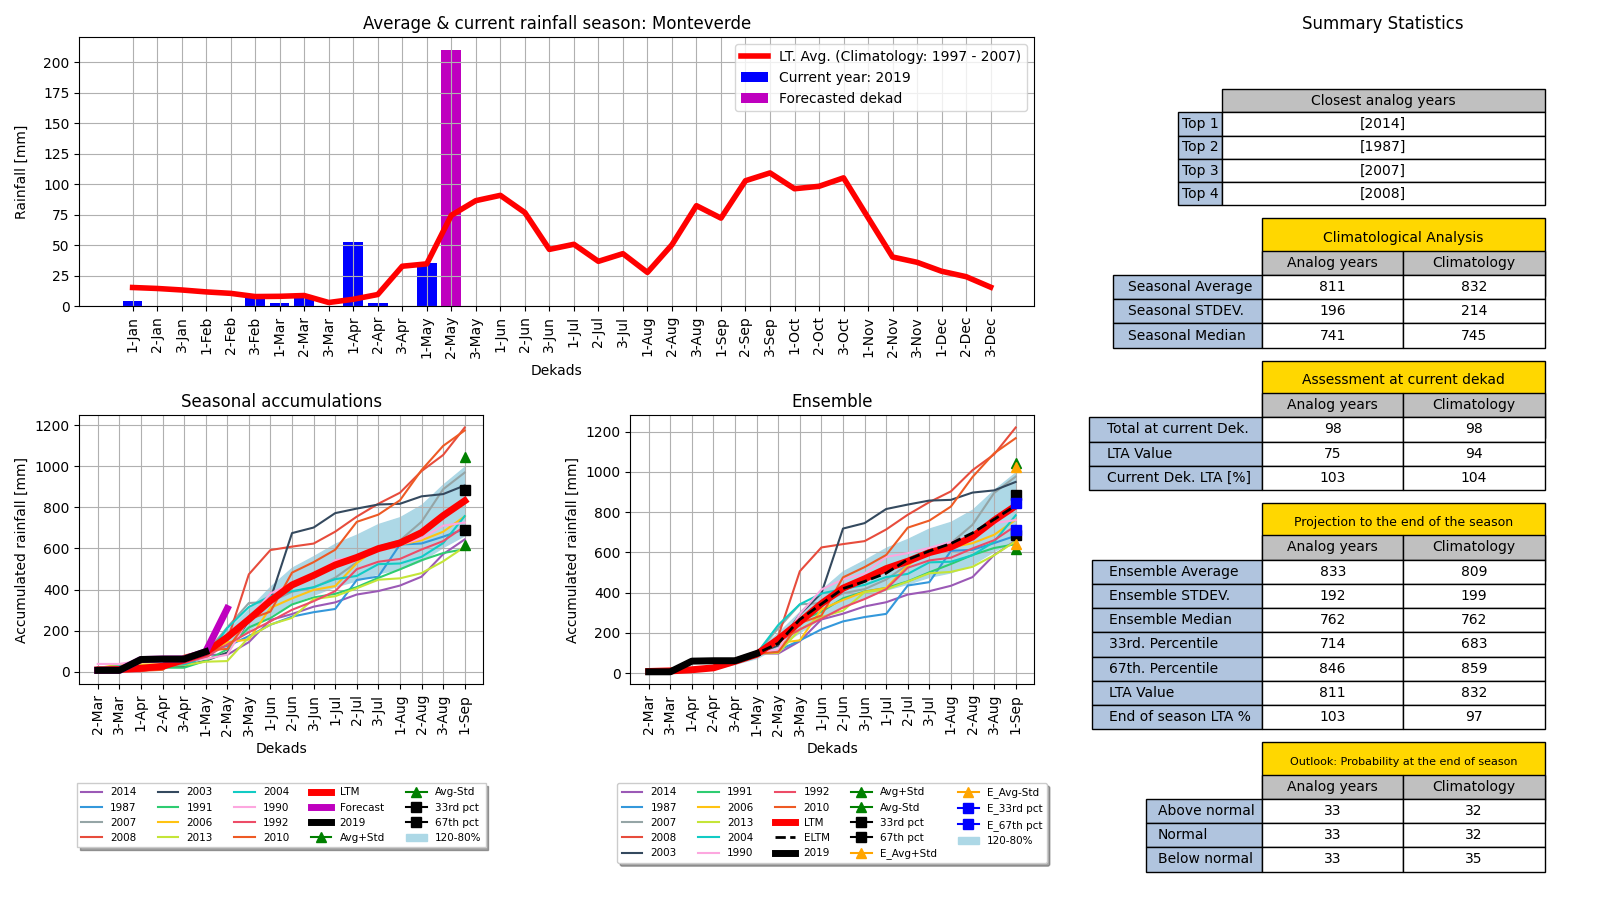 Average & current rainfall season: Monteverde
Rainfall [mm]
200
175
150
125
100
75
50
25
0
LT. Avg. (Climatology: 1997 - 2007)
Current year: 2019
Forecasted dekad
1-Jan 2-Jan 3-Jan 1-Feb 2-Feb 3-Feb 1-Mar 2-Mar 3-Mar 1-Apr 2-Apr 3-Apr 1-May 2-May 3-May 1-Jun 2-Jun 3-Jun 1-Jul 2-Jul 3-Jul 1-Aug 2-Aug 3-Aug 1-Sep 2-Sep 3-Sep 1-Oct 2-Oct 3-Oct 1-Nov 2-Nov 3-Nov 1-Dec 2-Dec 3-Dec
Dekads
Seasonal accumulations
Accumulated rainfall [mm]
1200
1000
800
600
400
200
0
2-Mar 3-Mar 1-Apr 2-Apr 3-Apr 1-May 2-May 3-May 1-Jun 2-Jun 3-Jun 1-Jul 2-Jul 3-Jul 1-Aug 2-Aug 3-Aug 1-Sep
Dekads
2014 2003 2004 LTM Avg-Std
1987 1991 1990 Forecast 33rd pct
2007 2006 1992 2019 67th pct
2008 2013 2010 Avg+Std 120-80%
Ensemble
Accumulated rainfall [mm]
1200
1000
800
600
400
200
0
2-Mar 3-Mar 1-Apr 2-Apr 3-Apr 1-May 2-May 3-May 1-Jun 2-Jun 3-Jun 1-Jul 2-Jul 3-Jul 1-Aug 2-Aug 3-Aug 1-Sep
Dekads
2014 1991 1992 Avg+Std E_Avg-Std
1987 2006 2010 Avg-Std E_33rd pct
2007 2013 LTM 33rd pct E_67th pct
2008 2004 ELTM 67th pct 120-80%
2003 1990 2019 E_Avg+Std
Summary Statistics
Closest analog years
Top 1 [2014]
Top 2 [1987]
Top 3 [2007]
Top 4 [2008]
Climatological Analysis
Analog years Climatology
Seasonal Average 811 832
Seasonal STDEV. 196 214
Seasonal Median 741 745
Assessment at current dekad
Analog years Climatology
Total at current Dek. 98 98
LTA Value 75 94
Current Dek. LTA [%] 103 104
Projection to the end of the season
Analog years Climatology
Ensemble Average 833 809
Ensemble STDEV. 192 199
Ensemble Median 762 762
33rd. Percentile 714 683
67th. Percentile 846 859
LTA Value 811 832
End of season LTA % 103 97
Outlook: Probability at the end of season
Analog years Climatology
Above normal 33 32
Normal 33 32
Below normal 33 35